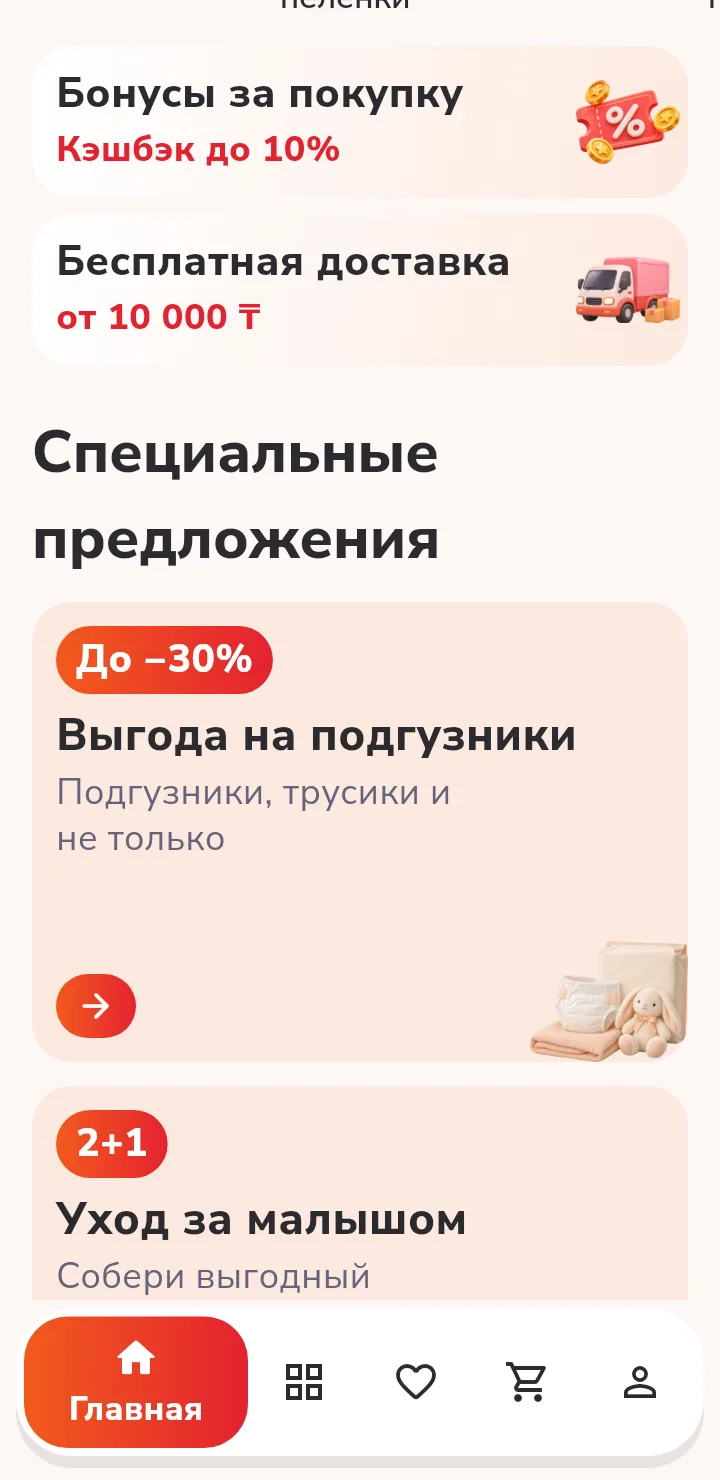 пеленки
Бонусы за покупку
Кэшбэк до 10%
%
Бесплатная доставка
от 10 000 ₸
Специальные
предложения
До –30%
Выгода на подгузники
Подгузники, трусики и
не только
2+1
Уход за малышом
Собери выгодный
Главная